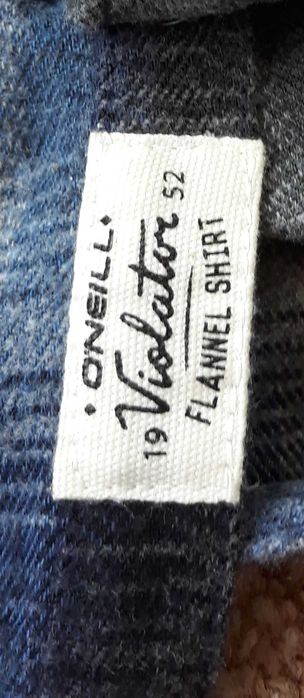 • O'NEILL •
19 Violator 52
FLANNEL SHIRT